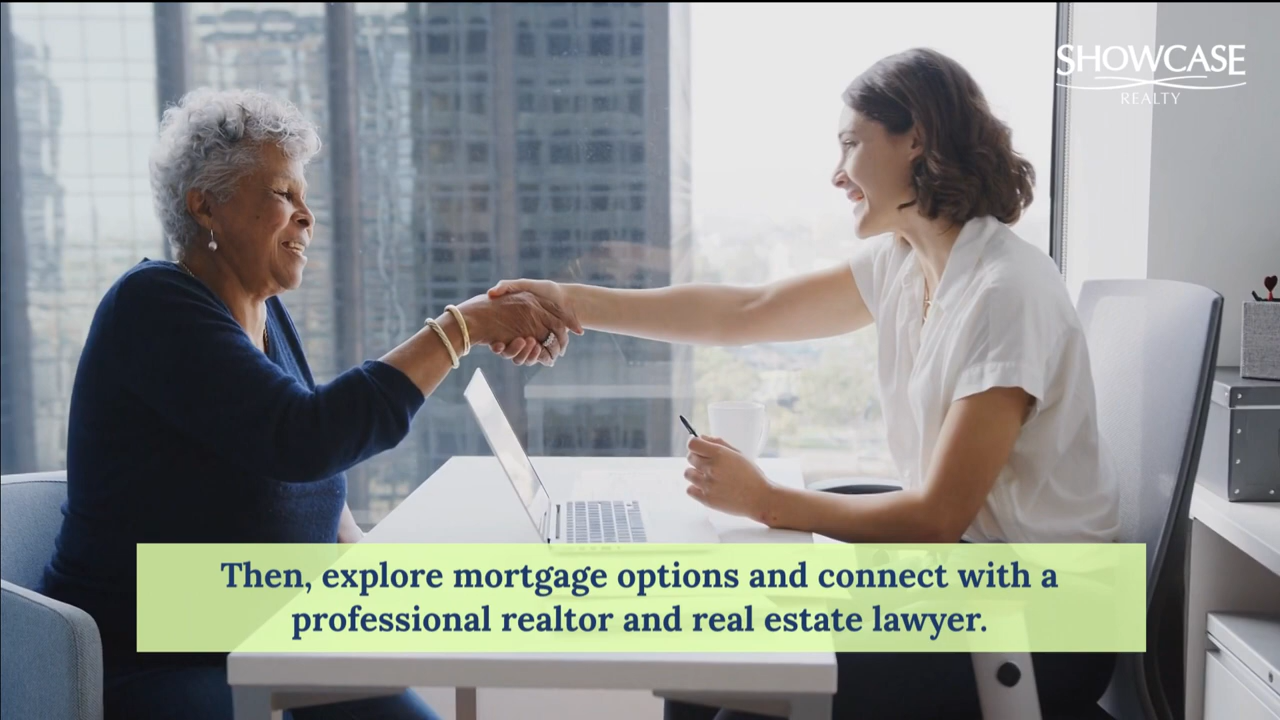 SHOWCASE
REALTY
Then, explore mortgage options and connect with a
professional realtor and real estate lawyer.